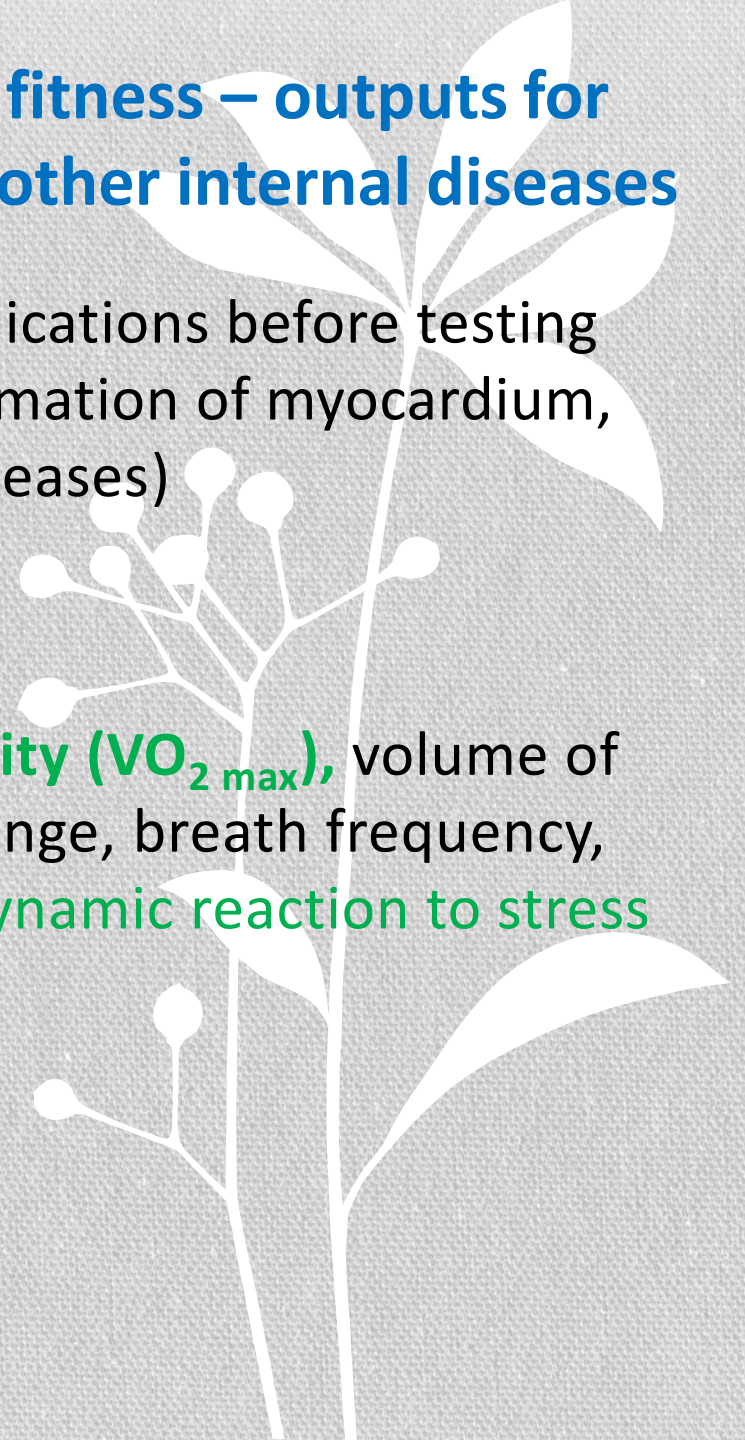 fitness – outputs for
other internal diseases
ications before testing
mation of myocardium,
eases)
ity (VO2 max), volume of
nge, breath frequency,
ynamic reaction to stress